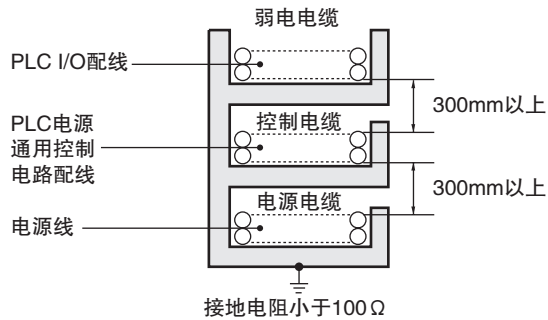 弱电电缆
PLC I/O配线
300mm以上
PLC电源
通用控制
电路配线
控制电缆
300mm以上
电源电缆
电源线
接地电阻小于100Ω